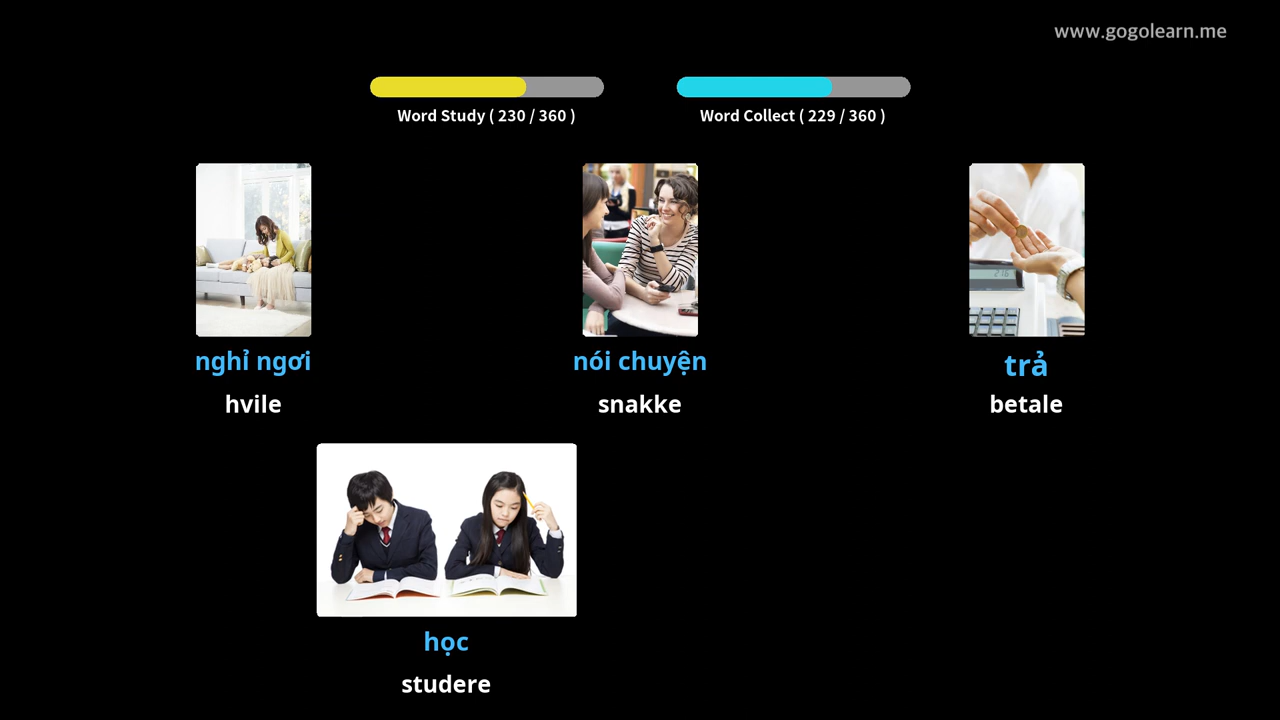 www.gogolearn.me
Word Study ( 230 / 360 )
Word Collect ( 229 / 360 )
nghỉ ngơi
hvile
nói chuyện
snakke
trả
betale
học
studere